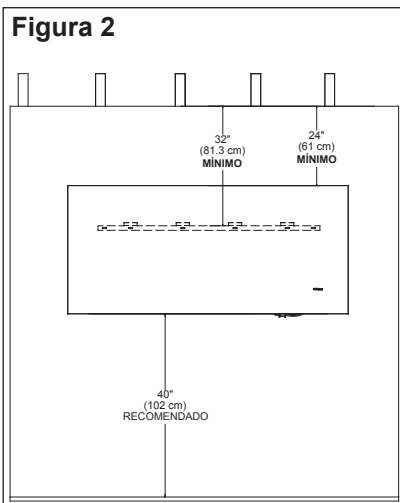 Figura 2
32"
(81.3 cm)
MÍNIMO
24"
(61 cm)
MÍNIMO
40"
(102 cm)
RECOMENDADO